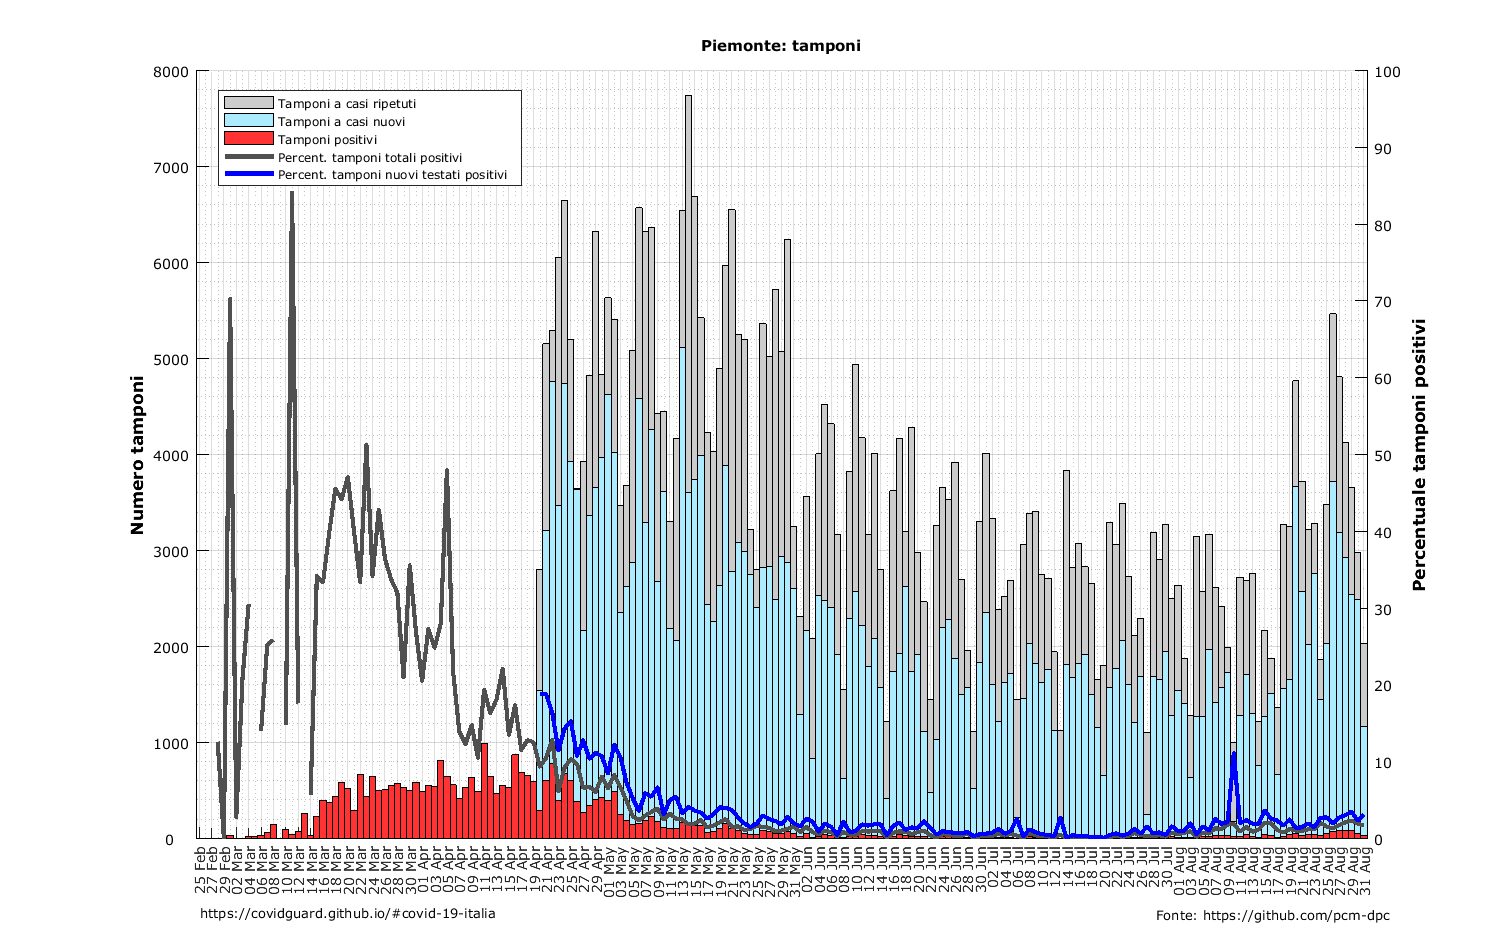 Piemonte: tamponi
8000
7000
6000
5000
4000
3000
2000
1000
0
Numero tamponi
Tamponi a casi ripetuti
Tamponi a casi nuovi
Tamponi positivi
Percent. tamponi totali positivi
Percent. tamponi nuovi testati positivi
100
90
80
70
60
50
40
30
20
10
0
Percentuale tamponi positivi
25 Feb
27 Feb
29 Feb
02 Mar
04 Mar
06 Mar
08 Mar
10 Mar
12 Mar
14 Mar
16 Mar
18 Mar
20 Mar
22 Mar
24 Mar
26 Mar
28 Mar
30 Mar
01 Apr
03 Apr
05 Apr
07 Apr
09 Apr
11 Apr
13 Apr
15 Apr
17 Apr
19 Apr
21 Apr
23 Apr
25 Apr
27 Apr
29 Apr
01 May
03 May
05 May
07 May
09 May
11 May
13 May
15 May
17 May
19 May
21 May
23 May
25 May
27 May
29 May
31 May
02 Jun
04 Jun
06 Jun
08 Jun
10 Jun
12 Jun
14 Jun
16 Jun
18 Jun
20 Jun
22 Jun
24 Jun
26 Jun
28 Jun
30 Jun
02 Jul
04 Jul
06 Jul
08 Jul
10 Jul
12 Jul
14 Jul
16 Jul
18 Jul
20 Jul
22 Jul
24 Jul
26 Jul
28 Jul
30 Jul
01 Aug
03 Aug
05 Aug
07 Aug
09 Aug
11 Aug
13 Aug
15 Aug
17 Aug
19 Aug
21 Aug
23 Aug
25 Aug
27 Aug
29 Aug
31 Aug
https://covidguard.github.io/#covid-19-italia
Fonte: https://github.com/pcm-dpc